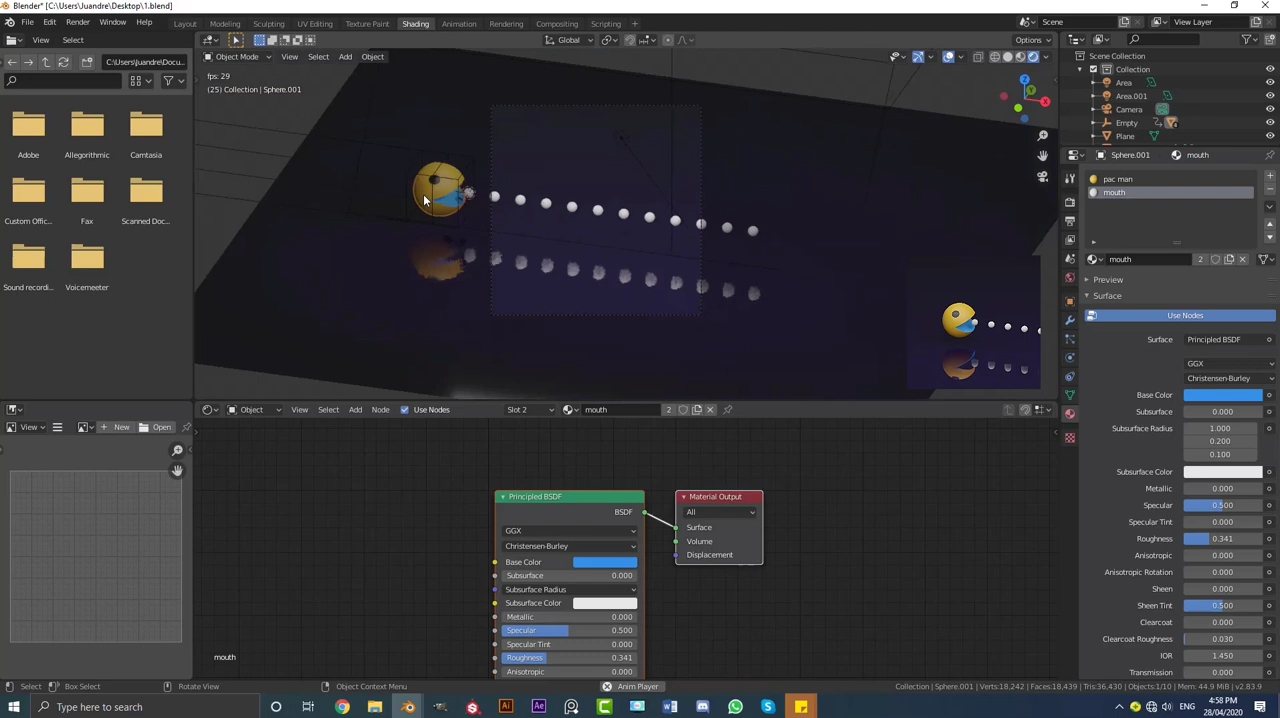 Blender* [C:\Users\Juandre\Desktop\1.blend]
File Edit Render Window Help
Layout Modeling Sculpting UV Editing Texture Paint Shading Animation Rendering Compositing Scripting +
Scene View Layer
View Select
Global
Options
C:\Users\juandre\Docu...
Object Mode View Select Add Object
fps: 29
(25) Collection | Sphere.001
Z
Y
X
Adobe Allegorithmic Camtasia
Custom Offic... Fax Scanned Doc...
Sound recordi... Voicemeeter
Scene Collection
Collection
Area
Area.001
Camera
Empty
Plane
Sphere.001 mouth
pac man
mouth
mouth 2
Preview
Surface
Use Nodes
Surface Principled BSDF
GGX
Christensen-Burley
Base Color
Subsurface 0.000
Subsurface Radius 1.000
0.200
0.100
Subsurface Color
Metallic 0.000
Specular 0.500
Specular Tint 0.000
Roughness 0.341
Anisotropic 0.000
Anisotropic Rotation 0.000
Sheen 0.000
Sheen Tint 0.500
Clearcoat 0.000
Clearcoat Roughness 0.030
IOR 1.450
Transmission 0.000
View New Open
Object View Select Add Node Use Nodes Slot 2 mouth 2
Principled BSDF
BSDF
GGX
Christensen-Burley
Base Color
Subsurface 0.000
Subsurface Radius
Subsurface Color
Metallic 0.000
Specular 0.500
Specular Tint 0.000
Roughness 0.341
Anisotropic 0.000
Material Output
All
Surface
Volume
Displacement
mouth
Select Box Select Rotate View Object Context Menu Anim Player Collection | Sphere.001 | Verts:18,242 | Faces:18,439 | Tris:36,430 | Objects:1/10 | Mem: 44.9 MiB | v2.83.9
Type here to search
4:58 PM
28/04/2020